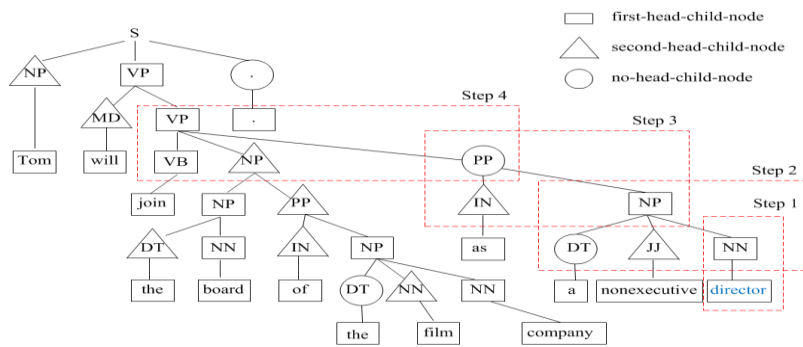 first-head-child-node
S
second-head-child-node
NP VP .
no-head-child-node
Step 4
MD VP .
Step 3
Tom will VB NP PP
Step 2
join NP PP IN NP
Step 1
DT NN IN NP as DT JJ NN
the board of DT NN NN a nonexecutive director
the film company